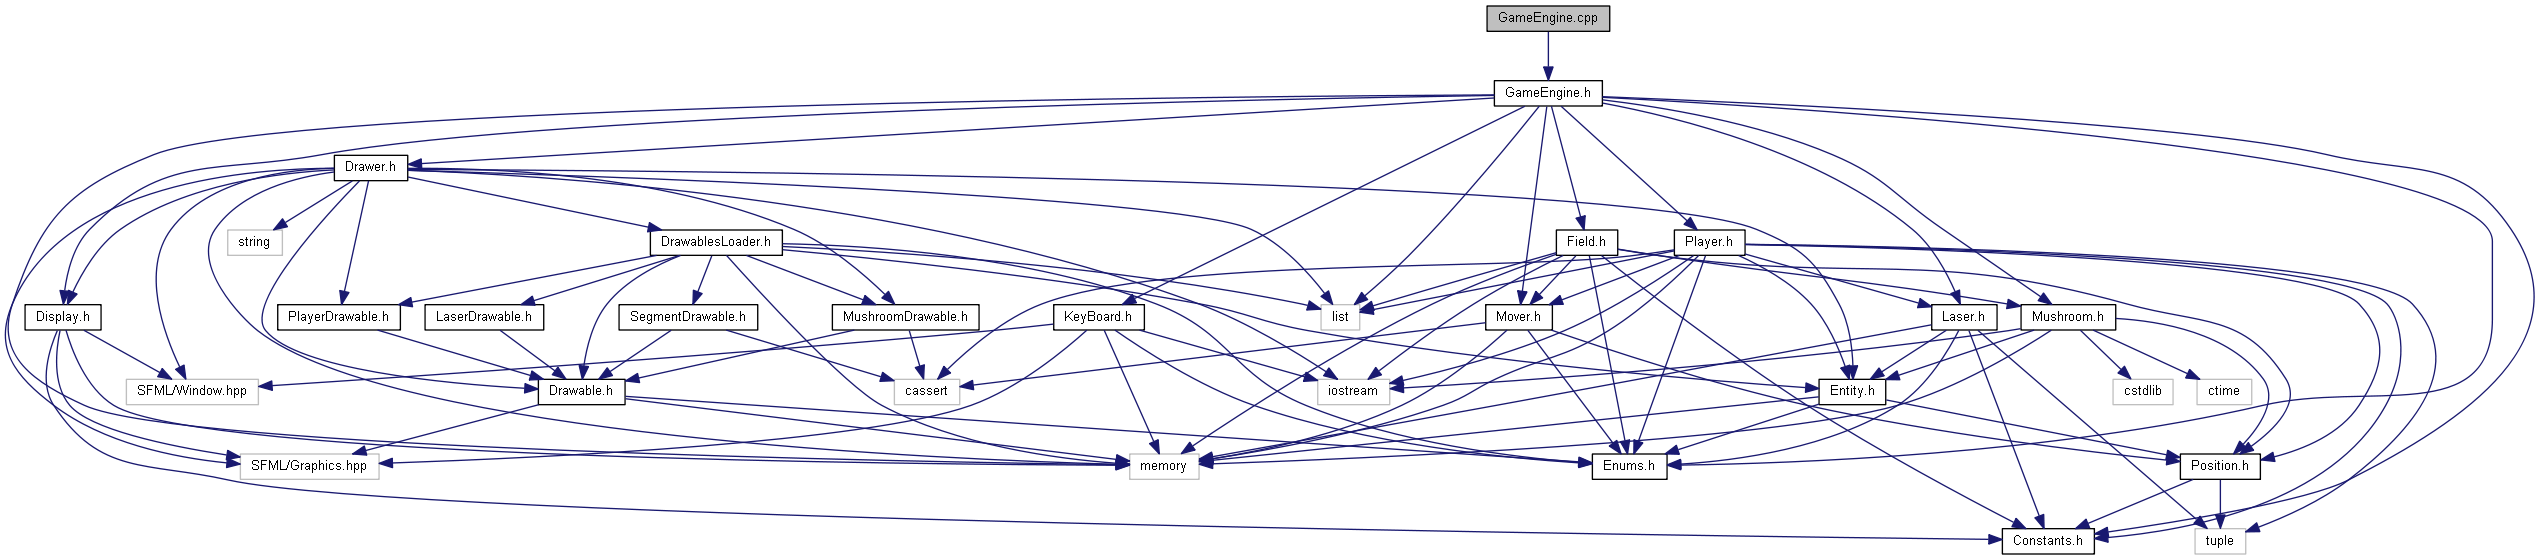 GameEngine.cpp
GameEngine.h
Drawer.h
string
DrawablesLoader.h
Field.h
Player.h
Display.h
PlayerDrawable.h
LaserDrawable.h
SegmentDrawable.h
MushroomDrawable.h
KeyBoard.h
list
Mover.h
Laser.h
Mushroom.h
SFML/Window.hpp
Drawable.h
cassert
iostream
Entity.h
cstdlib
ctime
SFML/Graphics.hpp
memory
Enums.h
Position.h
Constants.h
tuple